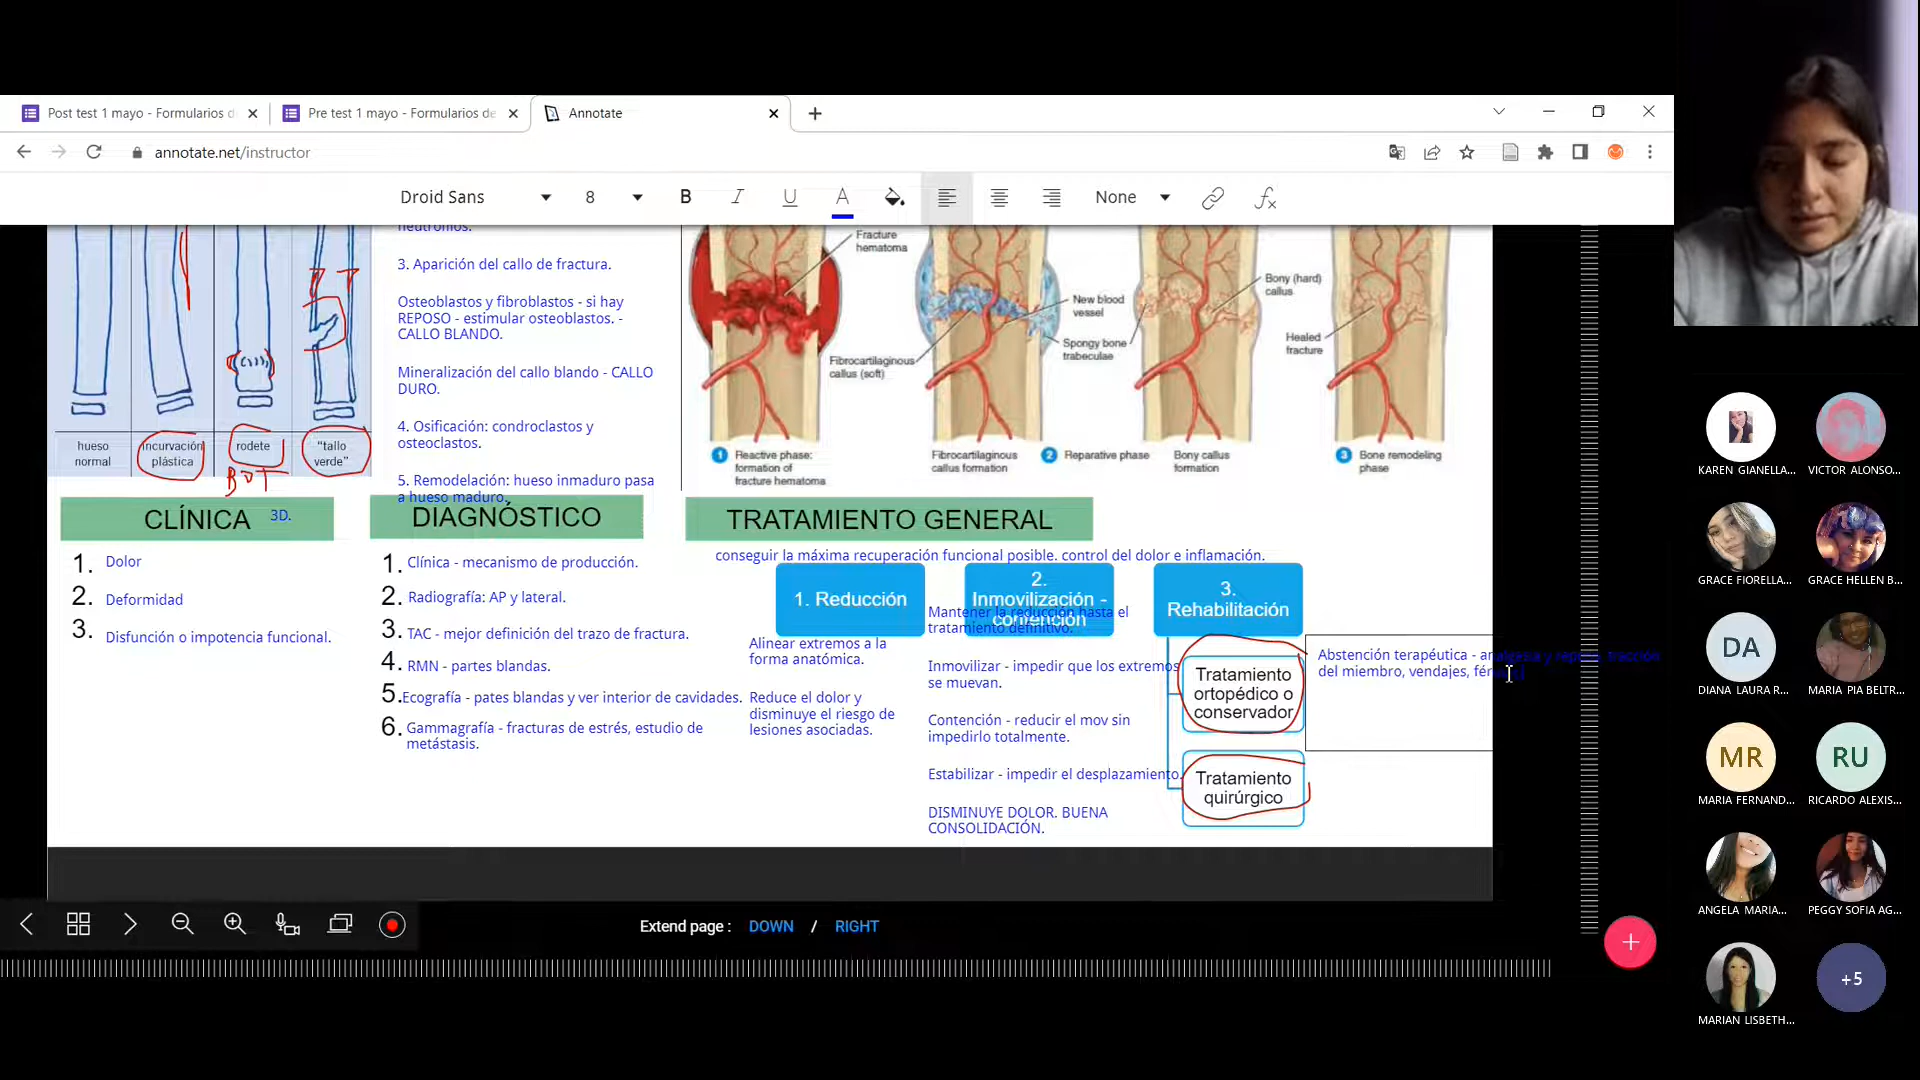 Post test 1 mayo - Formularios d
Pre test 1 mayo - Formularios de
Annotate
annotate.net/instructor
Droid Sans
8
B
I
U
A
None
neutrófilos.
3. Aparición del callo de fractura.
Osteoblastos y fibroblastos - si hay
REPOSO - estimular osteoblastos. -
CALLO BLANDO.
Mineralización del callo blando - CALLO
DURO.
4. Osificación: condroclastos y
osteoclastos.
5. Remodelación: hueso inmaduro pasa
a hueso maduro.
hueso
normal
incurvación
plástica
rodete
"tallo
verde"
BOT
Fracture
hematoma
Fibrocartilaginous
callus (soft)
New blood
vessel
Spongy bone
trabeculae
Bony (hard)
callus
Healed
fracture
1 Reactive phase:
formation of
fracture hematoma
Fibrocartilaginous
callus formation
2 Reparative phase
Bony callus
formation
3 Bone remodeling
phase
CLÍNICA 3D.
1. Dolor
2. Deformidad
3. Disfunción o impotencia funcional.
DIAGNÓSTICO
1. Clínica - mecanismo de producción.
2. Radiografía: AP y lateral.
3. TAC - mejor definición del trazo de fractura.
4. RMN - partes blandas.
5. Ecografía - pates blandas y ver interior de cavidades.
6. Gammagrafía - fracturas de estrés, estudio de
metástasis.
TRATAMIENTO GENERAL
conseguir la máxima recuperación funcional posible. control del dolor e inflamación.
1. Reducción
Alinear extremos a la
forma anatómica.
Reduce el dolor y
disminuye el riesgo de
lesiones asociadas.
2.
Inmovilización -
contención
Mantener la reducción hasta el
tratamiento definitivo.
Inmovilizar - impedir que los extremos
se muevan.
Contención - reducir el mov sin
impedirlo totalmente.
Estabilizar - impedir el desplazamiento.
DISMINUYE DOLOR. BUENA
CONSOLIDACIÓN.
3.
Rehabilitación
Tratamiento
ortopédico o
conservador
Tratamiento
quirúrgico
Abstención terapéutica - analgesia y reposo, tracción
del miembro, vendajes,
Extend page : DOWN / RIGHT
KAREN GIANELLA...
VICTOR ALONSO...
GRACE FIORELLA...
GRACE HELLEN B...
DA
DIANA LAURA R...
MARIA PIA BELTR...
MR
MARIA FERNAND...
RU
RICARDO ALEXIS...
ANGELA MARIA...
PEGGY SOFIA AG...
MARIAN LISBETH...
+5